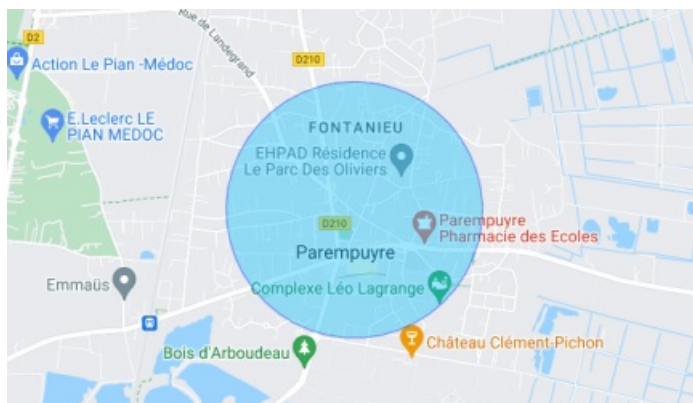 D2
Rue de Landegrand
Action Le Pian -Médoc
D210
E.Leclerc LE
PIAN MEDOC
FONTANIEU
EHPAD Résidence
Le Parc Des Oliviers
D210
Parempuyre
Pharmacie des Ecoles
Parempuyre
Emmaüs
Complexe Léo Lagrange
Château Clément-Pichon
Bois d'Arboudeau